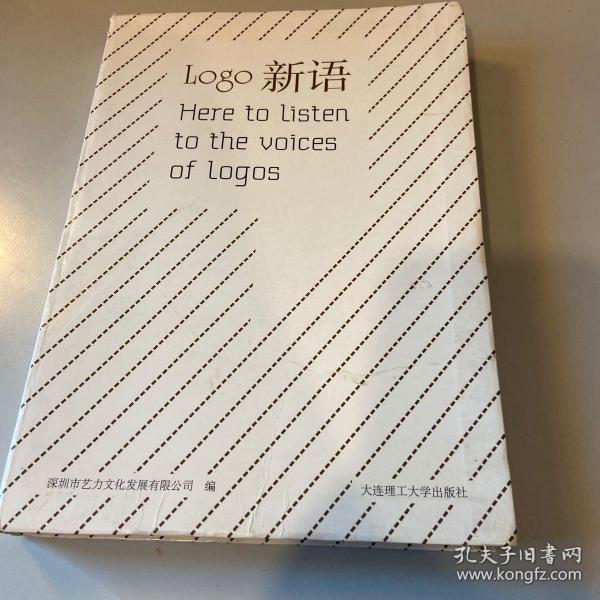 Logo 新语
Here to listen
to the voices
of logos
深圳市艺力文化发展有限公司 编
大连理工大学出版社
孔夫子旧書网
www.kongfz.com